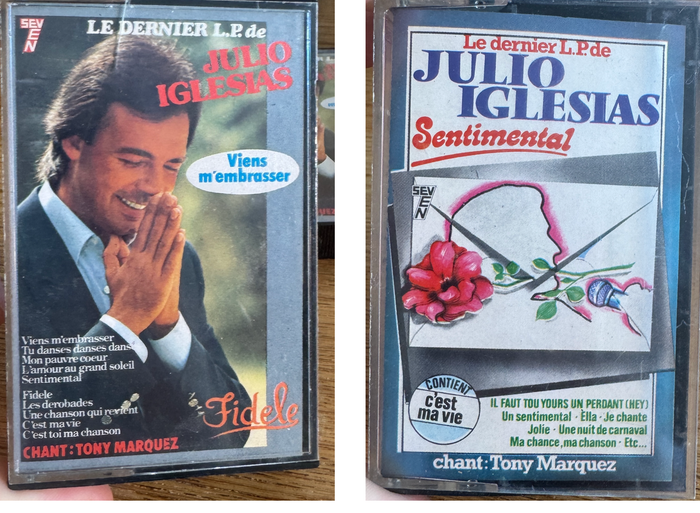 SEVEN
LE DERNIER L.P. de
JULIO
IGLESIAS
Viens
m'embrasser
Viens m'embrasser
Tu danses danses danse
Mon pauvre coeur
L'amour au grand soleil
Sentimental
Fidele
Les derobades
Une chanson qui revient
C'est ma vie
C'est toi ma chanson
Fidele
CHANT: TONY MARQUEZ
Le dernier L.P. de
JULIO
IGLESIAS
Sentimental
SEVEN
CONTIENT
c'est
ma vie
IL FAUT TOU YOURS UN PERDANT (HEY)
Un sentimental · Ella · Je chante
Jolie · Une nuit de carnaval
Ma chance, ma chanson · Etc...
chant: Tony Marquez